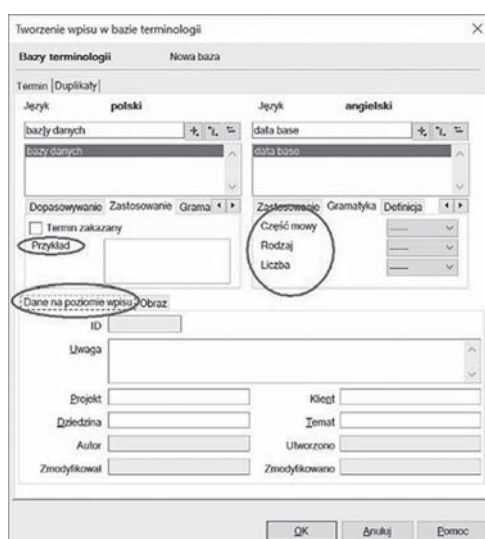 Tworzenie wpisu w bazie terminologii
Bazy terminologii Nowa baza
Termin Duplikaty
Język polski Język angielski
baz|y danych data base
bazy danych data base
Dopasowywanie Zastosowanie Grama Zastosowanie Gramatyka Definicja
Termin zakazany Część mowy
Przykład Rodzaj
Liczba
Dane na poziomie wpisu Obraz
ID
Uwaga
Projekt Klient
Dziedzina Temat
Autor Utworzono
Zmodyfikował Zmodyfikowano
OK Anuluj Pomoc